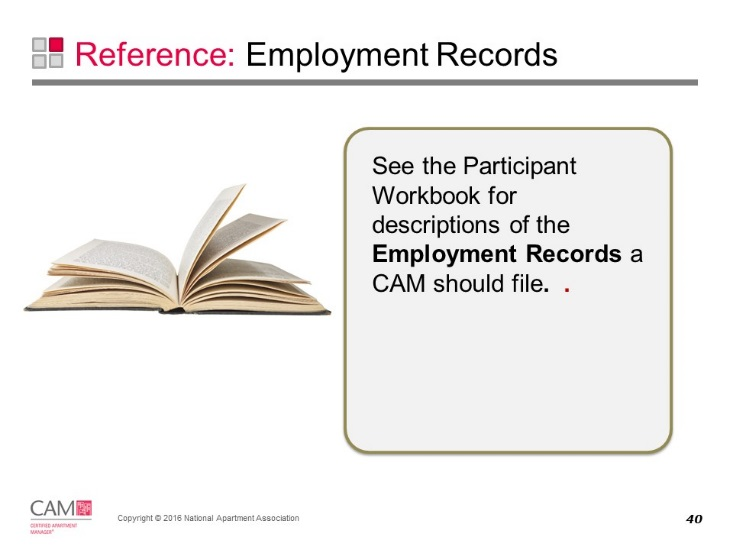 Reference: Employment Records
See the Participant
Workbook for
descriptions of the
Employment Records a
CAM should file.  .
CAM
CERTIFIED APARTMENT
MANAGER®
Copyright © 2016 National Apartment Association
40